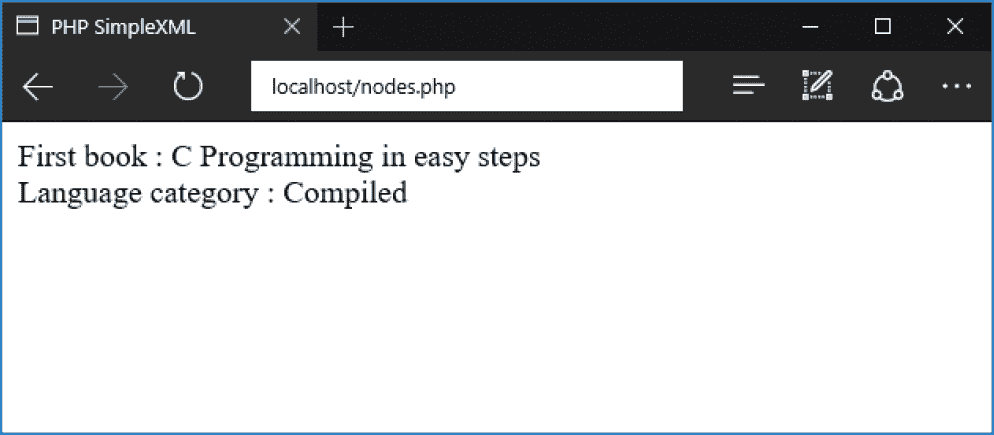 PHP SimpleXML
localhost/nodes.php
First book : C Programming in easy steps
Language category : Compiled